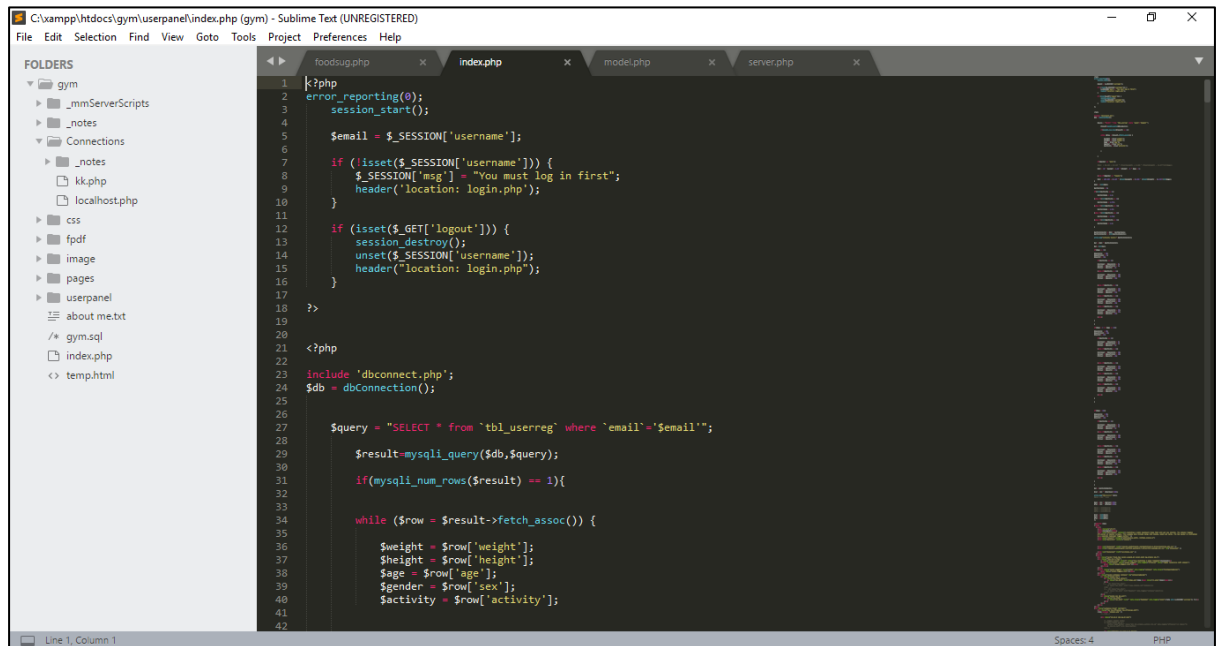 C:\xampp\htdocs\gym\userpanel\index.php (gym) - Sublime Text (UNREGISTERED)
File Edit Selection Find View Goto Tools Project Preferences Help
FOLDERS
gym
_mmServerScripts
_notes
Connections
_notes
kk.php
localhost.php
css
fpdf
image
pages
userpanel
about me.txt
/* gym.sql
index.php
<> temp.html
foodsug.php × index.php × model.php × server.php ×
1 <?php
2 error_reporting(0);
3 session_start();
4
5 $email = $_SESSION['username'];
6
7 if (!isset($_SESSION['username'])) {
8 $_SESSION['msg'] = "You must log in first";
9 header('location: login.php');
10 }
11
12 if (isset($_GET['logout'])) {
13 session_destroy();
14 unset($_SESSION['username']);
15 header("location: login.php");
16 }
17
18 ?>
19
20
21 <?php
22
23 include 'dbconnect.php';
24 $db = dbConnection();
25
26
27 $query = "SELECT * from `tbl_userreg` where `email`='$email'";
28
29 $result=mysqli_query($db,$query);
30
31 if(mysqli_num_rows($result) == 1){
32
33
34 while ($row = $result->fetch_assoc()) {
35
36 $weight = $row['weight'];
37 $height = $row['height'];
38 $age = $row['age'];
39 $gender = $row['sex'];
40 $activity = $row['activity'];
41
42
Line 1, Column 1 Spaces: 4 PHP